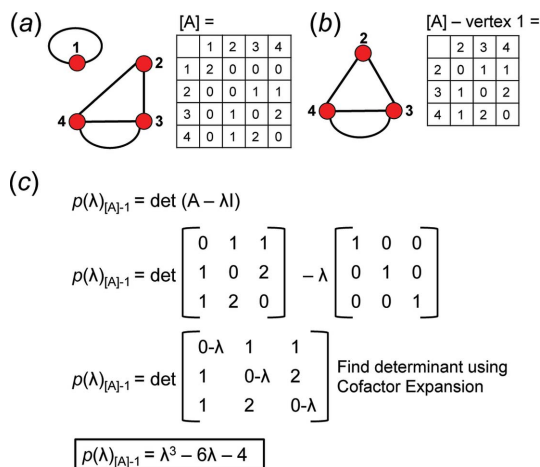 (a)
[A] =
1
2
4
3
1 2 3 4
1 2 0 0 0
2 0 0 1 1
3 0 1 0 2
4 0 1 2 0
(b)
[A] – vertex 1 =
2
4
3
2 3 4
2 0 1 1
3 1 0 2
4 1 2 0
(c)
p(λ)[A]-1 = det (A – λI)
p(λ)[A]-1 = det [ 0 1 1 ] – λ [ 1 0 0 ]
1 0 2 0 1 0
1 2 0 0 0 1
p(λ)[A]-1 = det [ 0-λ 1 1 ]
1 0-λ 2
1 2 0-λ
Find determinant using
Cofactor Expansion
p(λ)[A]-1 = λ³ – 6λ – 4